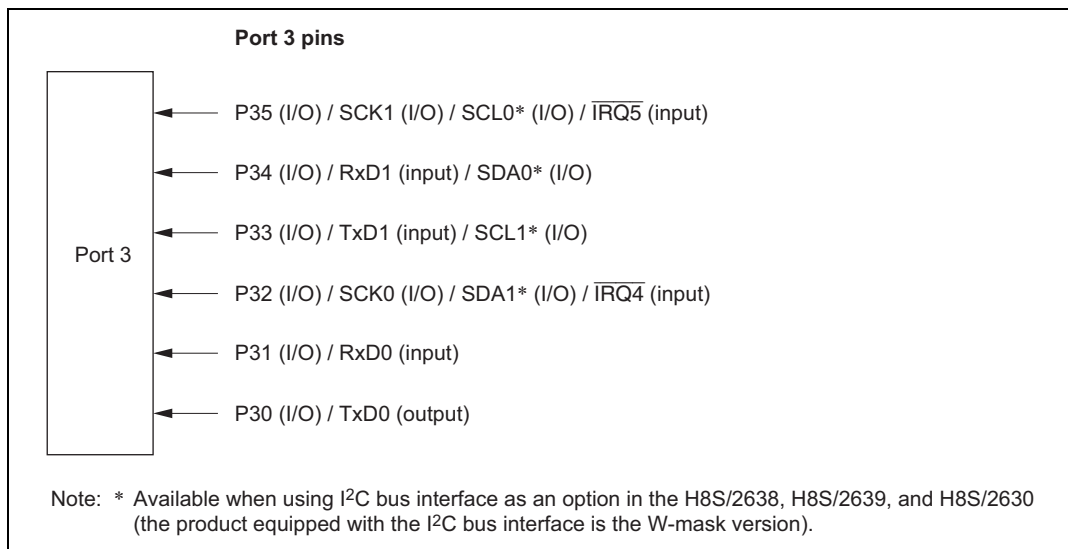 Port 3 pins
P35 (I/O) / SCK1 (I/O) / SCL0* (I/O) / I̅R̅Q̅5̅ (input)
P34 (I/O) / RxD1 (input) / SDA0* (I/O)
P33 (I/O) / TxD1 (input) / SCL1* (I/O)
Port 3
P32 (I/O) / SCK0 (I/O) / SDA1* (I/O) / I̅R̅Q̅4̅ (input)
P31 (I/O) / RxD0 (input)
P30 (I/O) / TxD0 (output)
Note: * Available when using I²C bus interface as an option in the H8S/2638, H8S/2639, and H8S/2630
(the product equipped with the I²C bus interface is the W-mask version).